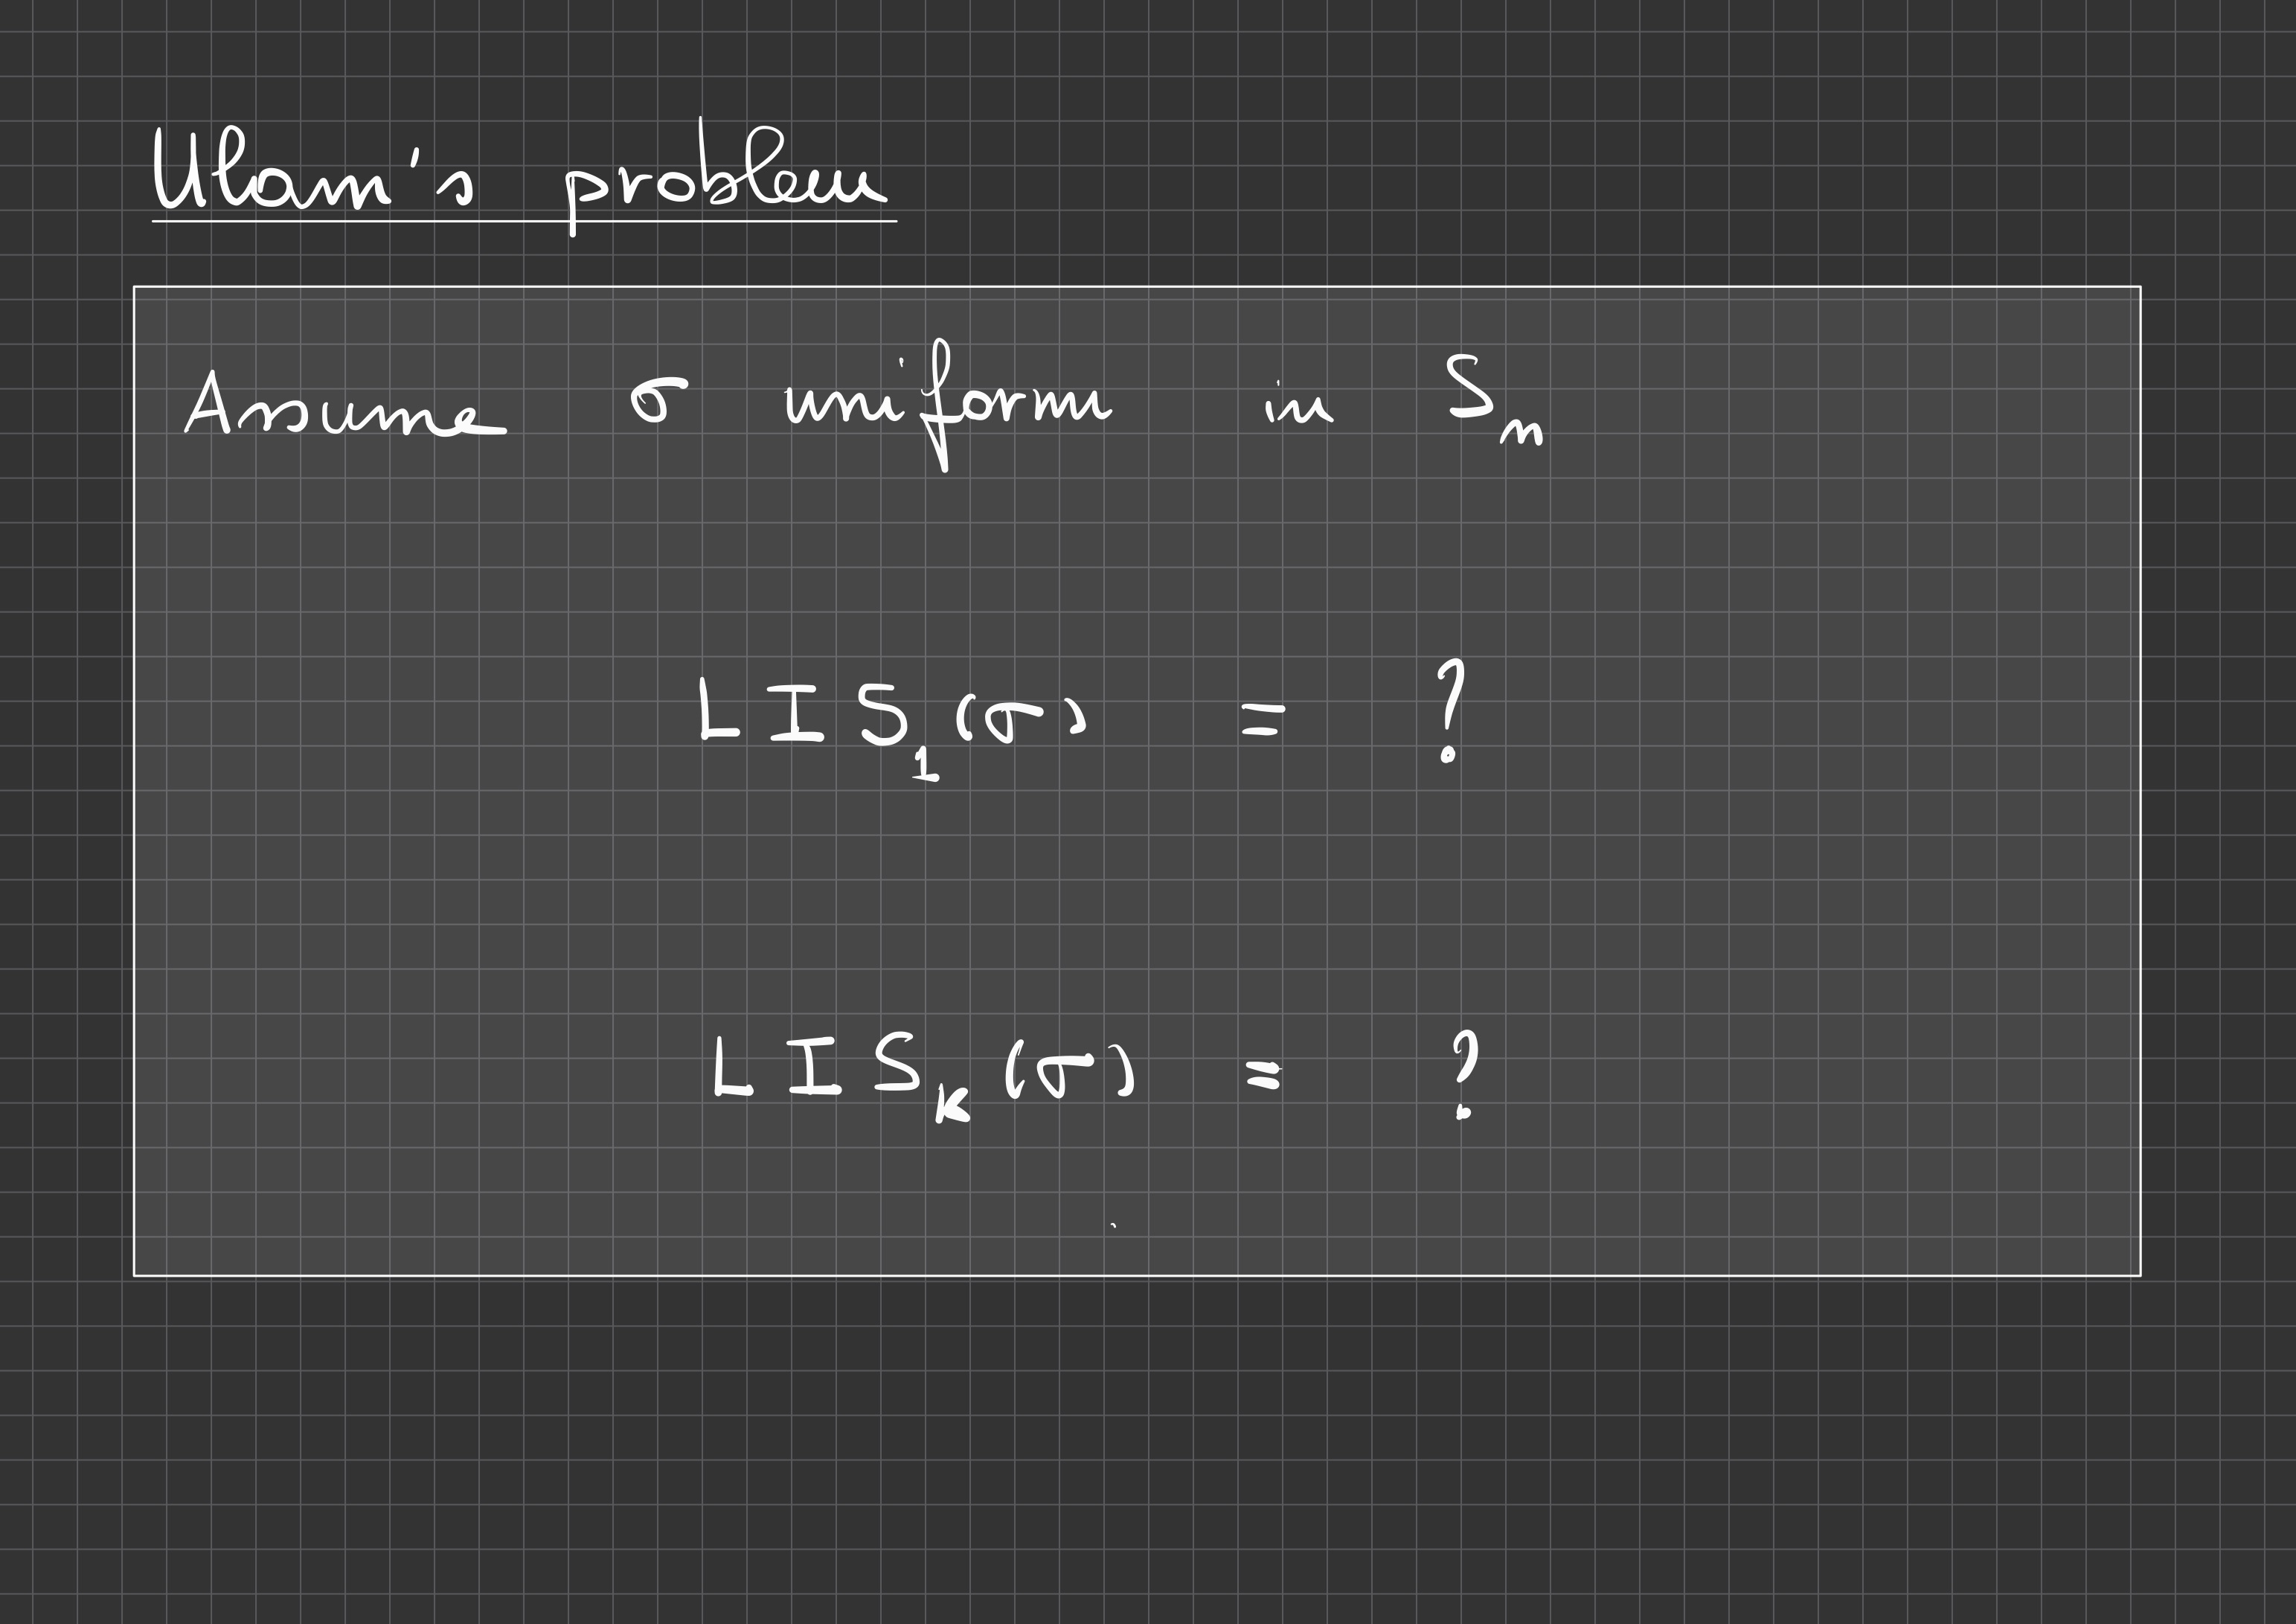 Ulam's problem
Assume σ uniform in Sₙ
LIS₁(σ) = ?
LISₖ(σ) = ?